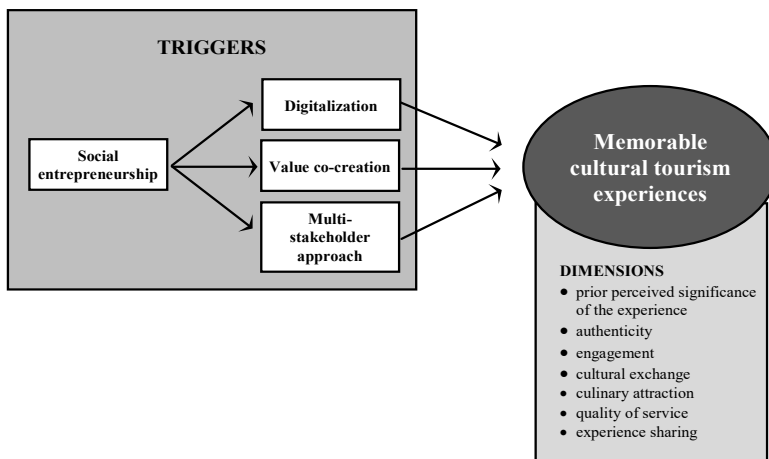 TRIGGERS
Social
entrepreneurship
Digitalization
Value co-creation
Multi-
stakeholder
approach
Memorable
cultural tourism
experiences
DIMENSIONS
• prior perceived significance
of the experience
• authenticity
• engagement
• cultural exchange
• culinary attraction
• quality of service
• experience sharing